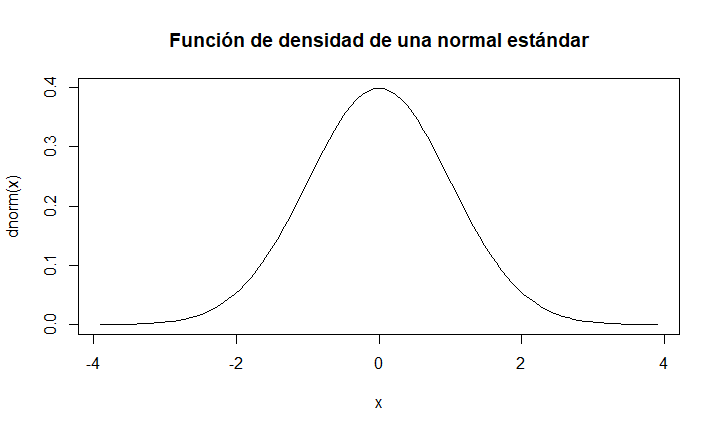 Función de densidad de una normal estándar
dnorm(x)
0.4
0.3
0.2
0.1
0.0
-4 -2 0 2 4
x